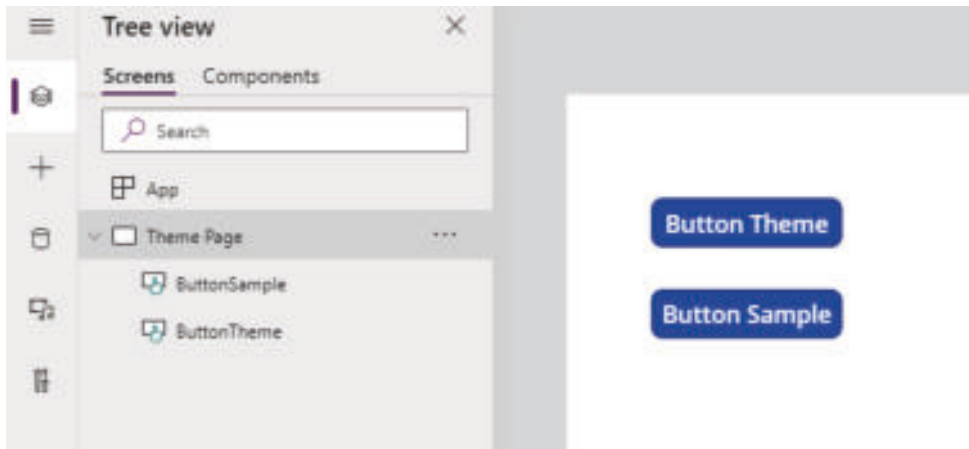 Tree view
Screens Components
Search
App
Theme Page
ButtonSample
ButtonTheme
Button Theme
Button Sample